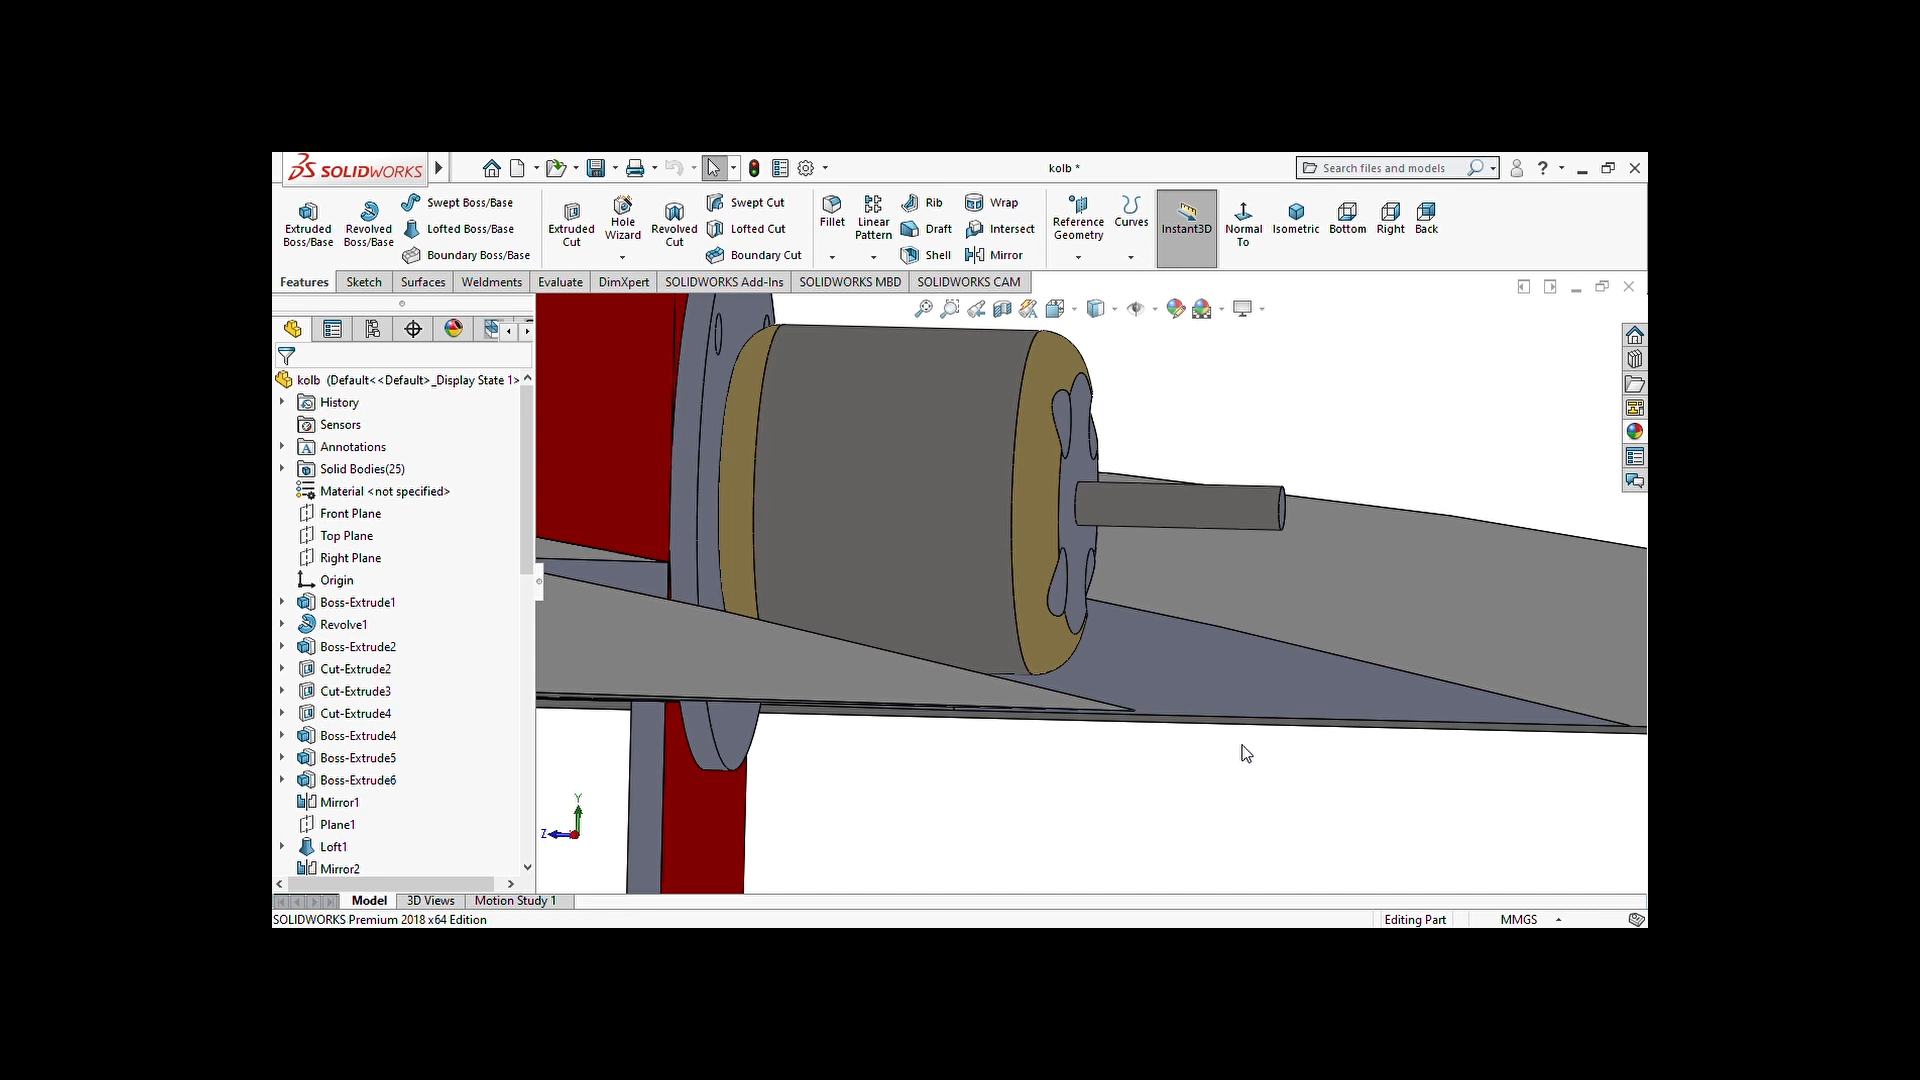 SOLIDWORKS
kolb *
Search files and models
?
Extruded Boss/Base
Revolved Boss/Base
Swept Boss/Base
Lofted Boss/Base
Boundary Boss/Base
Extruded Cut
Hole Wizard
Revolved Cut
Swept Cut
Lofted Cut
Boundary Cut
Fillet
Linear Pattern
Rib
Draft
Shell
Wrap
Intersect
Mirror
Reference Geometry
Curves
Instant3D
Normal To
Isometric
Bottom
Right
Back
Features
Sketch
Surfaces
Weldments
Evaluate
DimXpert
SOLIDWORKS Add-Ins
SOLIDWORKS MBD
SOLIDWORKS CAM
kolb (Default<<Default>_Display State 1>
History
Sensors
Annotations
Solid Bodies(25)
Material <not specified>
Front Plane
Top Plane
Right Plane
Origin
Boss-Extrude1
Revolve1
Boss-Extrude2
Cut-Extrude2
Cut-Extrude3
Cut-Extrude4
Boss-Extrude4
Boss-Extrude5
Boss-Extrude6
Mirror1
Plane1
Loft1
Mirror2
Y
Z
Model
3D Views
Motion Study 1
SOLIDWORKS Premium 2018 x64 Edition
Editing Part
MMGS